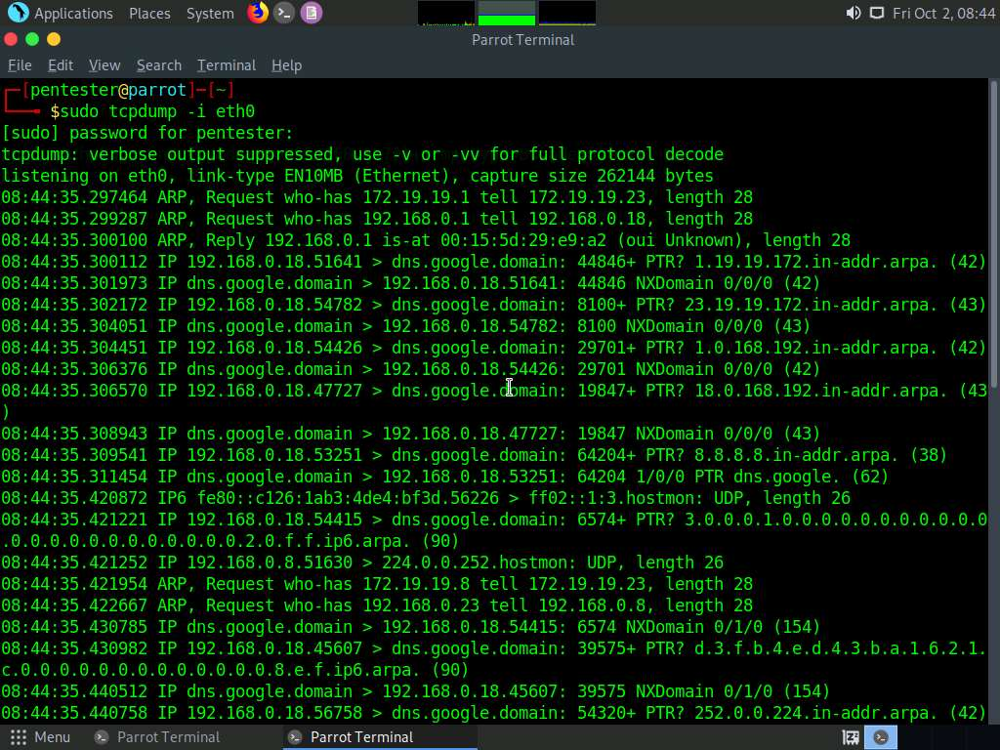 Applications Places System Fri Oct 2, 08:44
Parrot Terminal
File Edit View Search Terminal Help
┌─[pentester@parrot]─[~]
└──╼ $sudo tcpdump -i eth0
[sudo] password for pentester:
tcpdump: verbose output suppressed, use -v or -vv for full protocol decode
listening on eth0, link-type EN10MB (Ethernet), capture size 262144 bytes
08:44:35.297464 ARP, Request who-has 172.19.19.1 tell 172.19.19.23, length 28
08:44:35.299287 ARP, Request who-has 192.168.0.1 tell 192.168.0.18, length 28
08:44:35.300100 ARP, Reply 192.168.0.1 is-at 00:15:5d:29:e9:a2 (oui Unknown), length 28
08:44:35.300112 IP 192.168.0.18.51641 > dns.google.domain: 44846+ PTR? 1.19.19.172.in-addr.arpa. (42)
08:44:35.301973 IP dns.google.domain > 192.168.0.18.51641: 44846 NXDomain 0/0/0 (42)
08:44:35.302172 IP 192.168.0.18.54782 > dns.google.domain: 8100+ PTR? 23.19.19.172.in-addr.arpa. (43)
08:44:35.304051 IP dns.google.domain > 192.168.0.18.54782: 8100 NXDomain 0/0/0 (43)
08:44:35.304451 IP 192.168.0.18.54426 > dns.google.domain: 29701+ PTR? 1.0.168.192.in-addr.arpa. (42)
08:44:35.306376 IP dns.google.domain > 192.168.0.18.54426: 29701 NXDomain 0/0/0 (42)
08:44:35.306570 IP 192.168.0.18.47727 > dns.google.domain: 19847+ PTR? 18.0.168.192.in-addr.arpa. (43
)
08:44:35.308943 IP dns.google.domain > 192.168.0.18.47727: 19847 NXDomain 0/0/0 (43)
08:44:35.309541 IP 192.168.0.18.53251 > dns.google.domain: 64204+ PTR? 8.8.8.8.in-addr.arpa. (38)
08:44:35.311454 IP dns.google.domain > 192.168.0.18.53251: 64204 1/0/0 PTR dns.google. (62)
08:44:35.420872 IP6 fe80::c126:1ab3:4de4:bf3d.56226 > ff02::1:3.hostmon: UDP, length 26
08:44:35.421221 IP 192.168.0.18.54415 > dns.google.domain: 6574+ PTR? 3.0.0.0.1.0.0.0.0.0.0.0.0.0.0.0
.0.0.0.0.0.0.0.0.0.0.0.0.2.0.f.f.ip6.arpa. (90)
08:44:35.421252 IP 192.168.0.8.51630 > 224.0.0.252.hostmon: UDP, length 26
08:44:35.421954 ARP, Request who-has 172.19.19.8 tell 172.19.19.23, length 28
08:44:35.422667 ARP, Request who-has 192.168.0.23 tell 192.168.0.8, length 28
08:44:35.430785 IP dns.google.domain > 192.168.0.18.54415: 6574 NXDomain 0/1/0 (154)
08:44:35.430982 IP 192.168.0.18.45607 > dns.google.domain: 39575+ PTR? d.3.f.b.4.e.d.4.3.b.a.1.6.2.1.
c.0.0.0.0.0.0.0.0.0.0.0.0.0.8.e.f.ip6.arpa. (90)
08:44:35.440512 IP dns.google.domain > 192.168.0.18.45607: 39575 NXDomain 0/1/0 (154)
08:44:35.440758 IP 192.168.0.18.56758 > dns.google.domain: 54320+ PTR? 252.0.0.224.in-addr.arpa. (42)
Menu Parrot Terminal Parrot Terminal